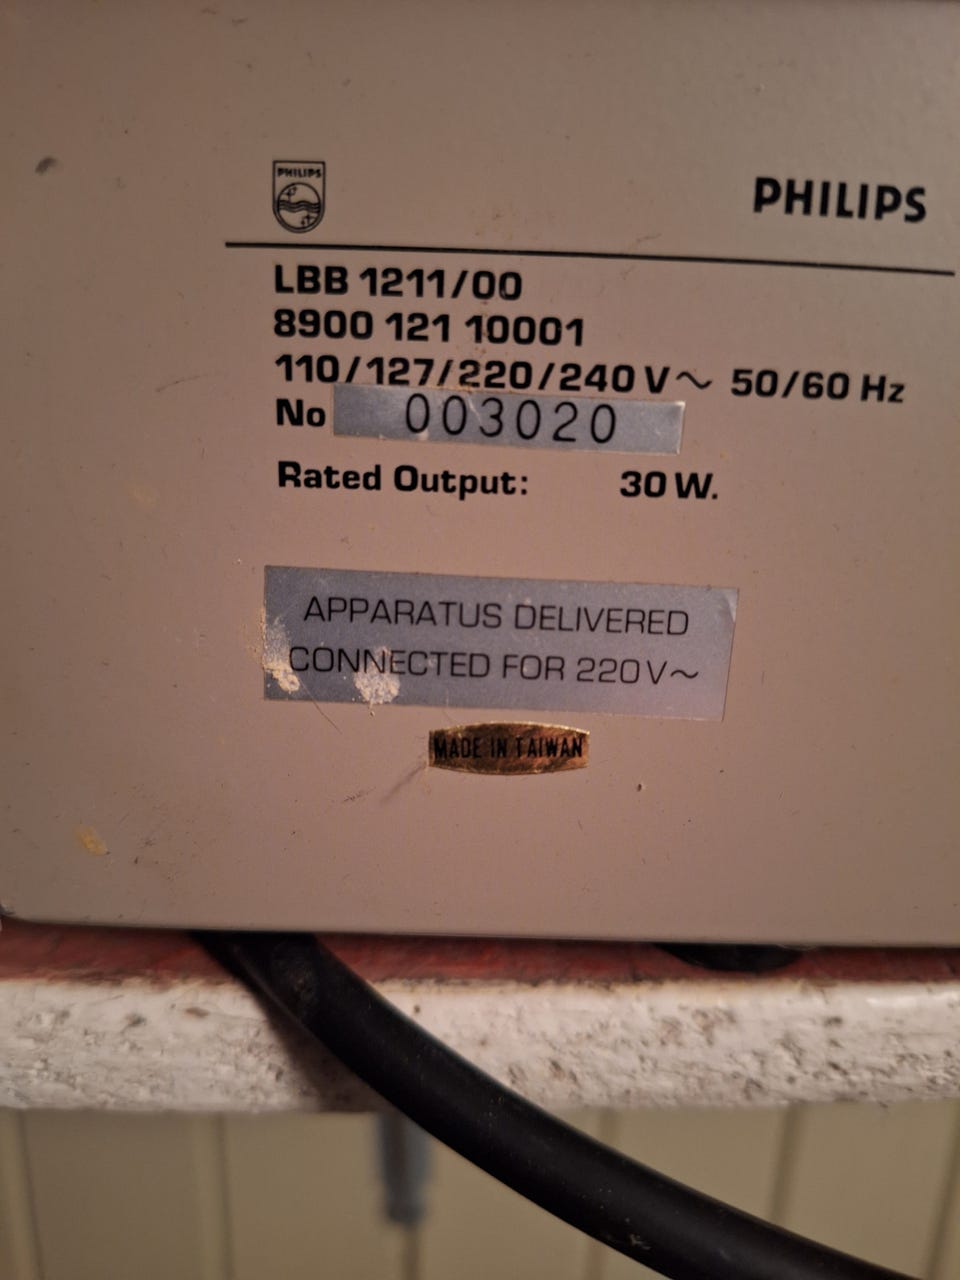 PHILIPS
PHILIPS
LBB 1211/00
8900 121 10001
110/127/220/240 V~ 50/60 Hz
No 003020
Rated Output: 30 W.
APPARATUS DELIVERED
CONNECTED FOR 220 V~
MADE IN TAIWAN